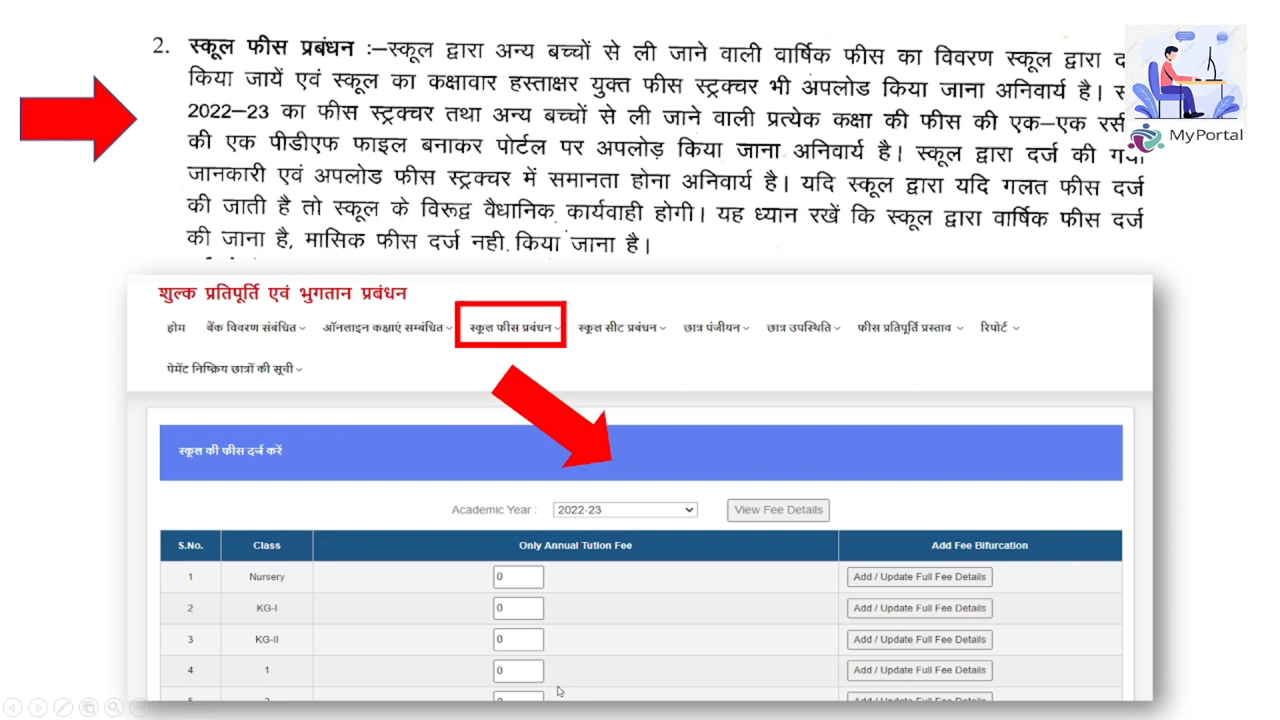 2. स्कूल फीस प्रबंधन :–स्कूल द्वारा अन्य बच्चों से ली जाने वाली वार्षिक फीस का विवरण स्कूल द्वारा
किया जायें एवं स्कूल का कक्षावार हस्ताक्षर युक्त फीस स्ट्रक्चर भी अपलोड किया जाना अनिवार्य है।
2022–23 का फीस स्ट्रक्चर तथा अन्य बच्चों से ली जाने वाली प्रत्येक कक्षा की फीस की एक–एक
की एक पीडीएफ फाइल बनाकर पोर्टल पर अपलोड़ किया जाना अनिवार्य है। स्कूल द्वारा दर्ज की
जानकारी एवं अपलोड फीस स्ट्रक्चर में समानता होना अनिवार्य है। यदि स्कूल द्वारा यदि गलत फीस दर्ज
की जाती है तो स्कूल के विरूद्व वैधानिक कार्यवाही होगी। यह ध्यान रखें कि स्कूल द्वारा वार्षिक फीस दर्ज
की जाना है, मासिक फीस दर्ज नही किया जाना है।
MyPortal
शुल्क प्रतिपूर्ति एवं भुगतान प्रबंधन
होम बैंक विवरण संबंधित ऑनलाइन कक्षाएं सम्बंधित स्कूल फीस प्रबंधन स्कूल सीट प्रबंधन छात्र पंजीयन छात्र उपस्थिति फीस प्रतिपूर्ति प्रस्ताव रिपोर्ट
पेमेंट निष्क्रिय छात्रों की सूची
स्कूल की फीस दर्ज करें
Academic Year : 2022-23 View Fee Details
S.No. Class Only Annual Tution Fee Add Fee Bifurcation
1 Nursery 0 Add / Update Full Fee Details
2 KG-I 0 Add / Update Full Fee Details
3 KG-II 0 Add / Update Full Fee Details
4 1 0 Add / Update Full Fee Details